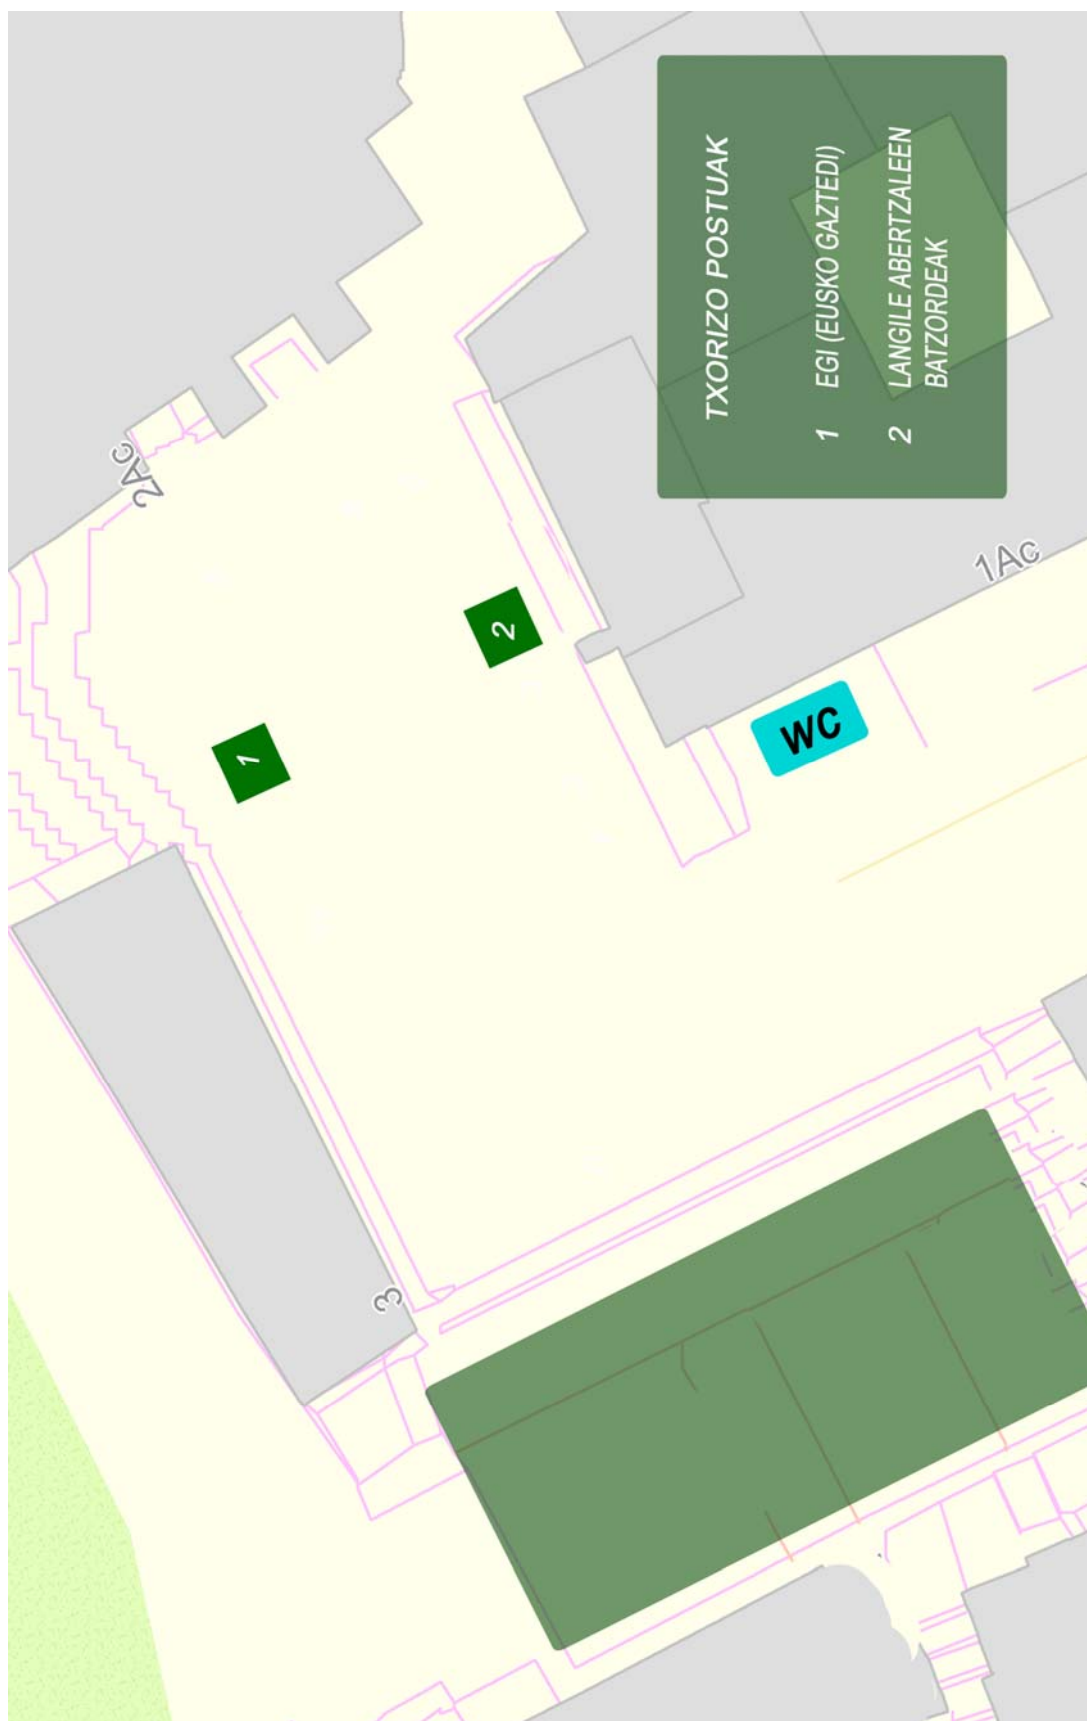 TXORIZO POSTUAK
1 EGI (EUSKO GAZTEDI)
2 LANGILE ABERTZALEEN
BATZORDEAK
2Ac
1
2
WC
1Ac
3